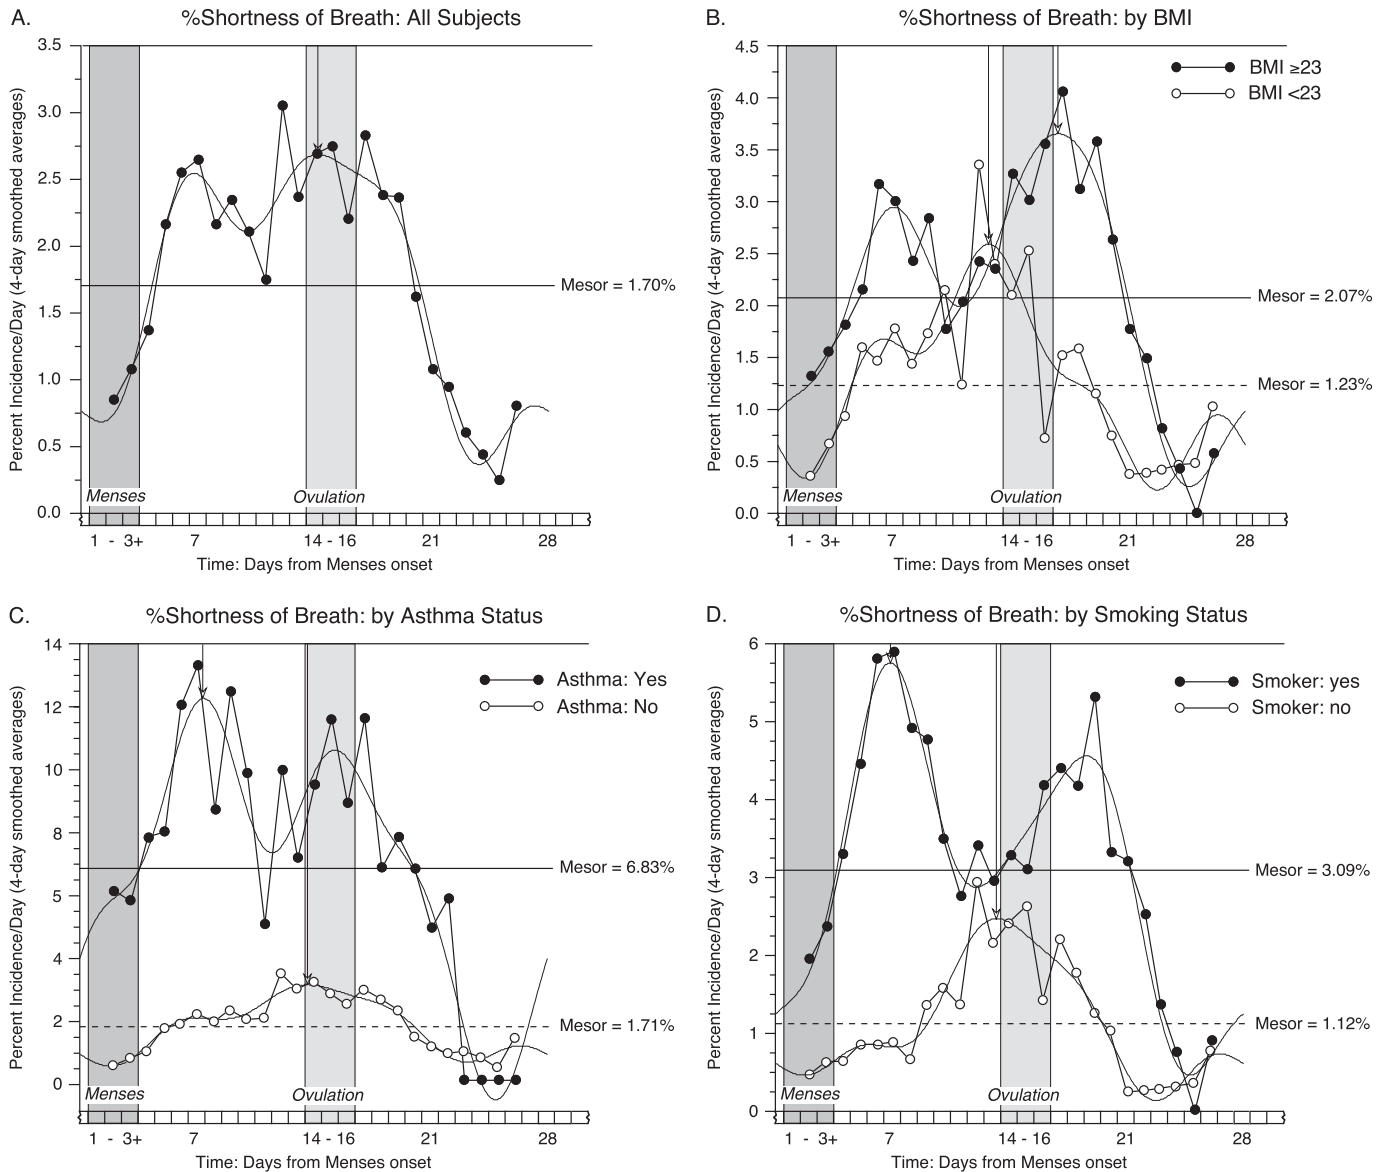 A. %Shortness of Breath: All Subjects
Percent Incidence/Day (4-day smoothed averages)
3.5
3.0
2.5
2.0
1.5
1.0
0.5
0.0
Mesor = 1.70%
Menses
Ovulation
1 - 3+ 7 14 - 16 21 28
Time: Days from Menses onset
B. %Shortness of Breath: by BMI
Percent Incidence/Day (4-day smoothed averages)
4.5
4.0
3.5
3.0
2.5
2.0
1.5
1.0
0.5
0.0
BMI ≥23
BMI <23
Mesor = 2.07%
Mesor = 1.23%
Menses
Ovulation
1 - 3+ 7 14 - 16 21 28
Time: Days from Menses onset
C. %Shortness of Breath: by Asthma Status
Percent Incidence/Day (4-day smoothed averages)
14
12
10
8
5
4
2
0
Asthma: Yes
Asthma: No
Mesor = 6.83%
Mesor = 1.71%
Menses
Ovulation
1 - 3+ 7 14 - 16 21 28
Time: Days from Menses onset
D. %Shortness of Breath: by Smoking Status
Percent Incidence/Day (4-day smoothed averages)
6
5
4
3
2
1
0
Smoker: yes
Smoker: no
Mesor = 3.09%
Mesor = 1.12%
Menses
Ovulation
1 - 3+ 7 14 - 16 21 28
Time: Days from Menses onset